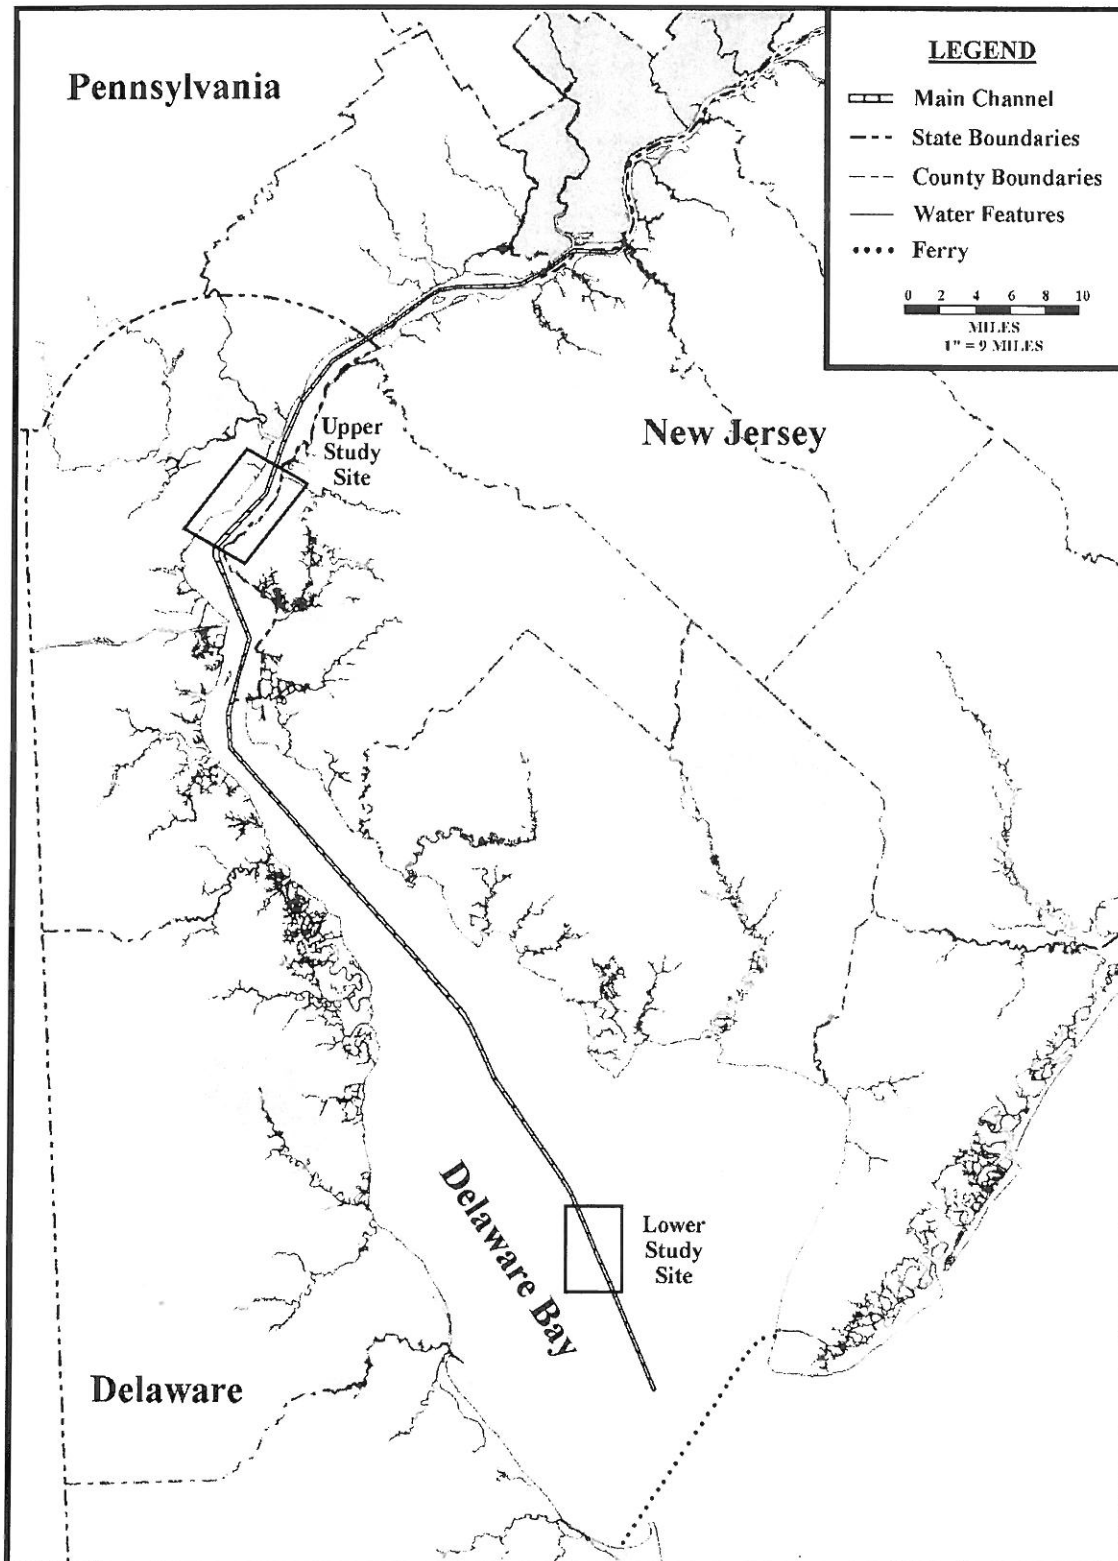 Pennsylvania
LEGEND
Main Channel
State Boundaries
County Boundaries
Water Features
Ferry
0 2 4 6 8 10
MILES
1" = 9 MILES
New Jersey
Upper
Study
Site
Delaware Bay
Lower
Study
Site
Delaware